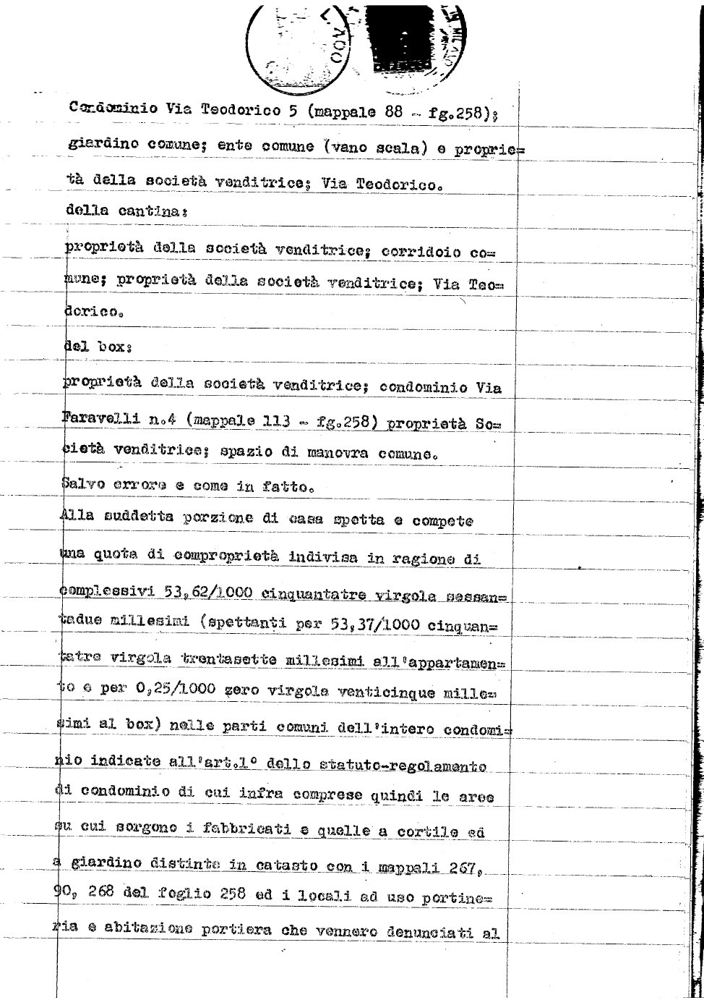 L. 400
MILANO
Condominio Via Teodorico 5 (mappale 88 - fg.258);
giardino comune; ente comune (vano scala) e proprie=
tà della società venditrice; Via Teodorico.
della cantina:
proprietà della società venditrice; corridoio co=
mune; proprietà della società venditrice; Via Teo=
dorico.
del box:
proprietà della società venditrice; condominio Via
Faravelli n.4 (mappale 113 - fg.258) proprietà So=
cietà venditrice; spazio di manovra comune.
Salvo errore e come in fatto.
Alla suddetta porzione di casa spetta e compete
una quota di comproprietà indivisa in ragione di
complessivi 53,62/1000 cinquantatre virgola sessan=
tadue millesimi (spettanti per 53,37/1000 cinquan=
tatre virgola trentasette millesimi all'appartamen=
to e per 0,25/1000 zero virgola venticinque mille=
simi al box) nelle parti comuni dell'intero condomi=
nio indicate all'art.1° dello statuto-regolamento
di condominio di cui infra comprese quindi le aree
su cui sorgono i fabbricati e quelle a cortile ed
a giardino distinte in catasto con i mappali 267,
90, 268 del foglio 258 ed i locali ad uso portine=
ria e abitazione portiera che vennero denunciati al